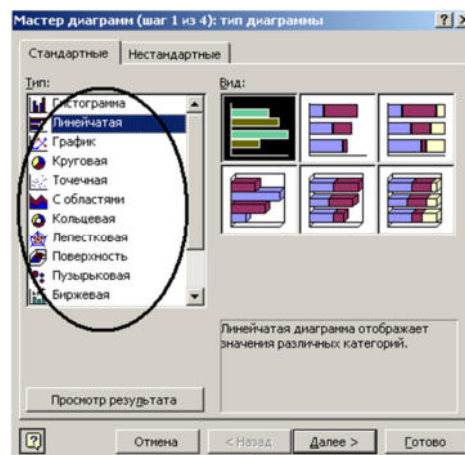 Мастер диаграмм (шаг 1 из 4): тип диаграммы
Стандартные Нестандартные
Тип: Вид:
Гистограмма
Линейчатая
График
Круговая
Точечная
С областями
Кольцевая
Лепестковая
Поверхность
Пузырьковая
Биржевая
Линейчатая диаграмма отображает
значения различных категорий.
Просмотр результата
Отмена < Назад Далее > Готово